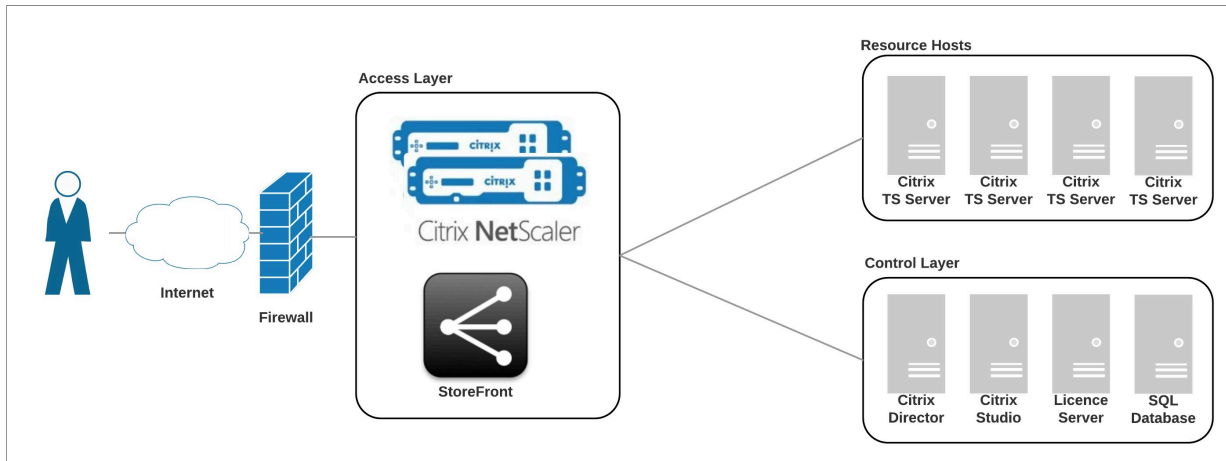 Internet
Firewall
Access Layer
CITRIX
CITRIX
Citrix NetScaler
StoreFront
Resource Hosts
Citrix
TS Server
Citrix
TS Server
Citrix
TS Server
Citrix
TS Server
Control Layer
Citrix
Director
Citrix
Studio
Licence
Server
SQL
Database